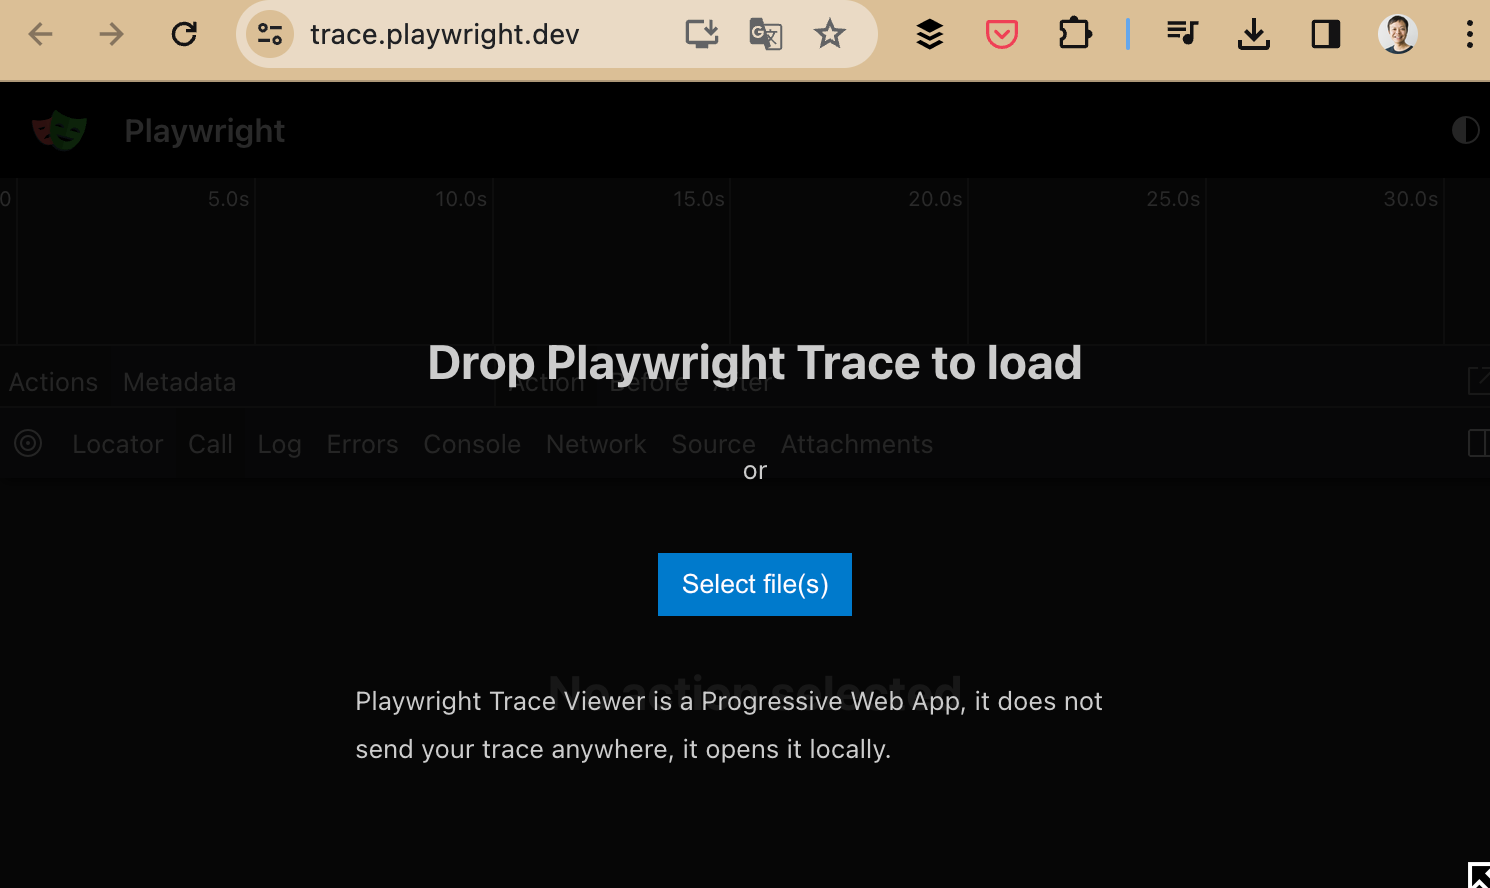 trace.playwright.dev
Playwright
0 5.0s 10.0s 15.0s 20.0s 25.0s 30.0s
Drop Playwright Trace to load
Actions Metadata Action Before After
Locator Call Log Errors Console Network Source Attachments
or
Select file(s)
No action selected
Playwright Trace Viewer is a Progressive Web App, it does not
send your trace anywhere, it opens it locally.